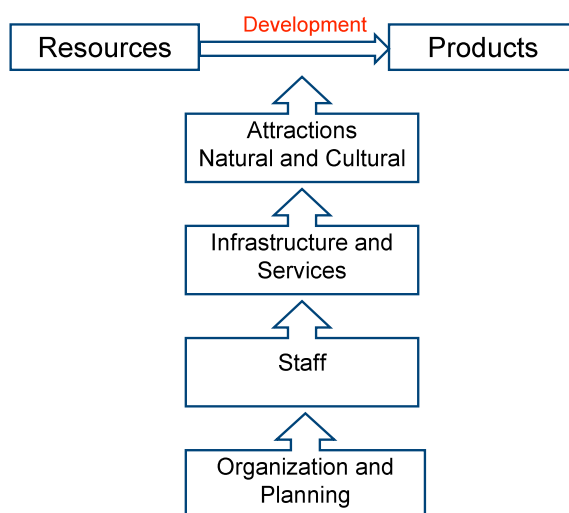 Development
Resources
Products
Attractions
Natural and Cultural
Infrastructure and
Services
Staff
Organization and
Planning